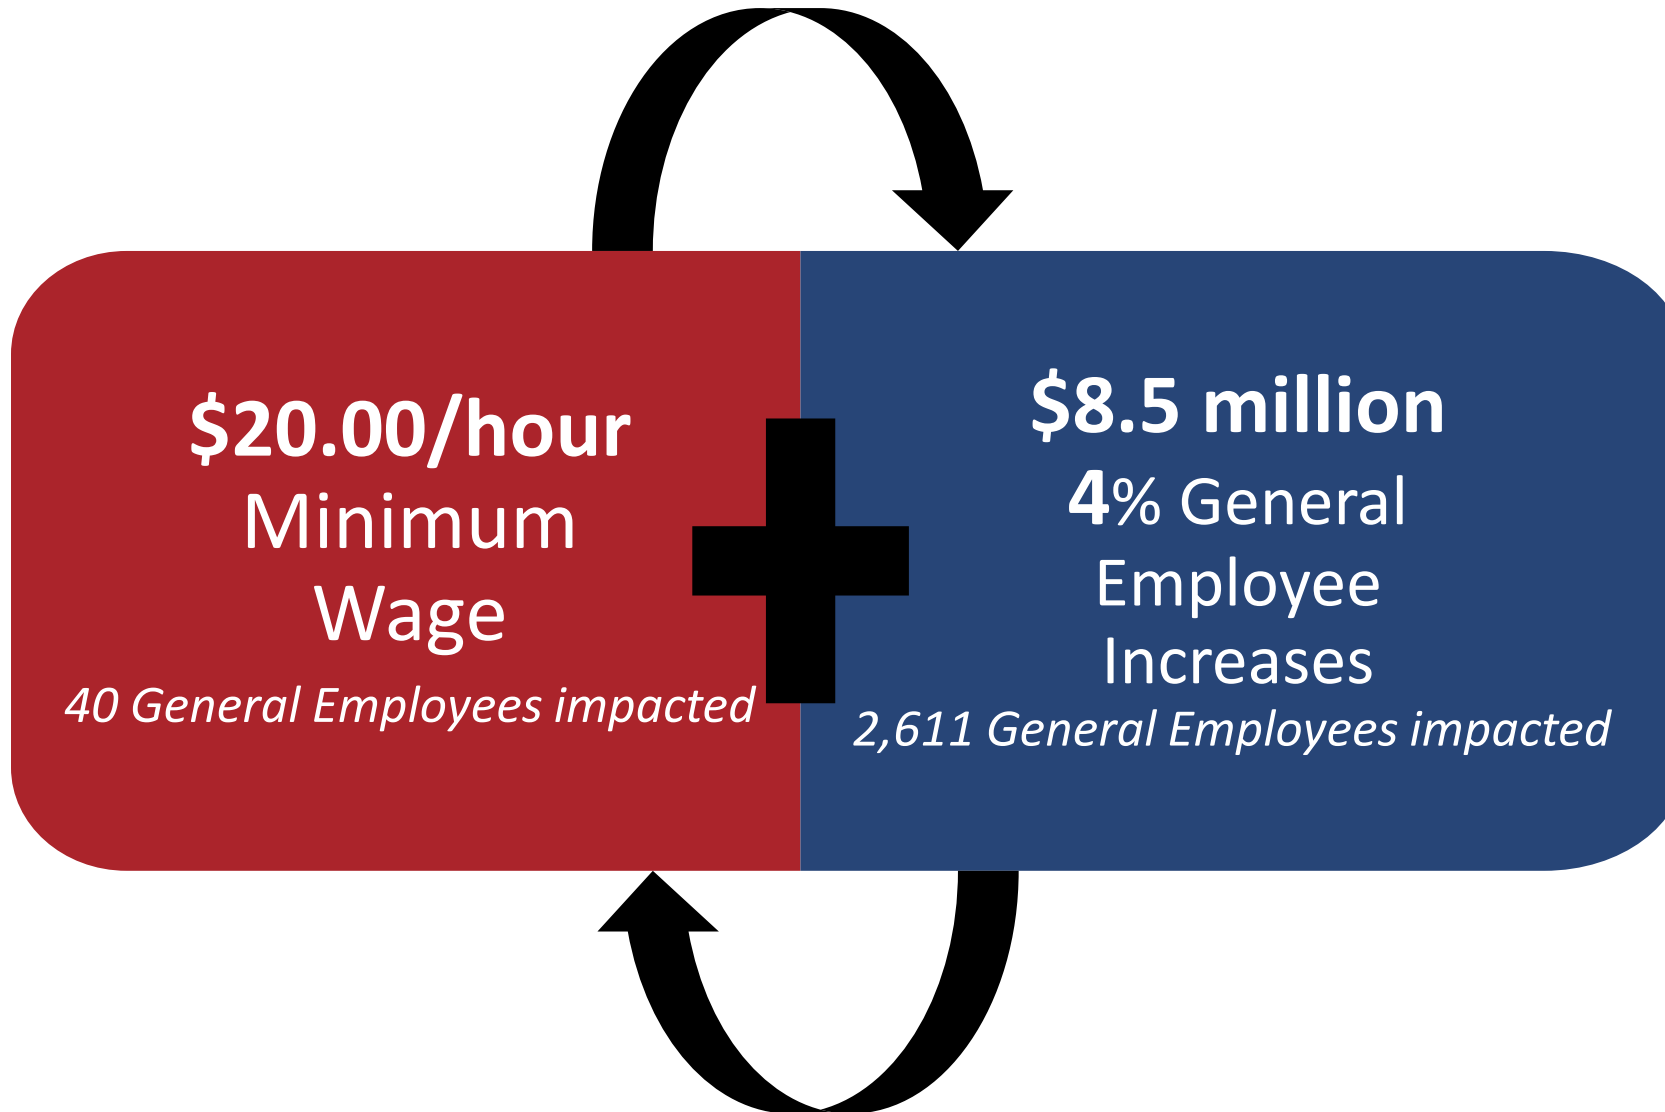 $20.00/hour
Minimum
Wage
40 General Employees impacted
$8.5 million
4% General
Employee
Increases
2,611 General Employees impacted